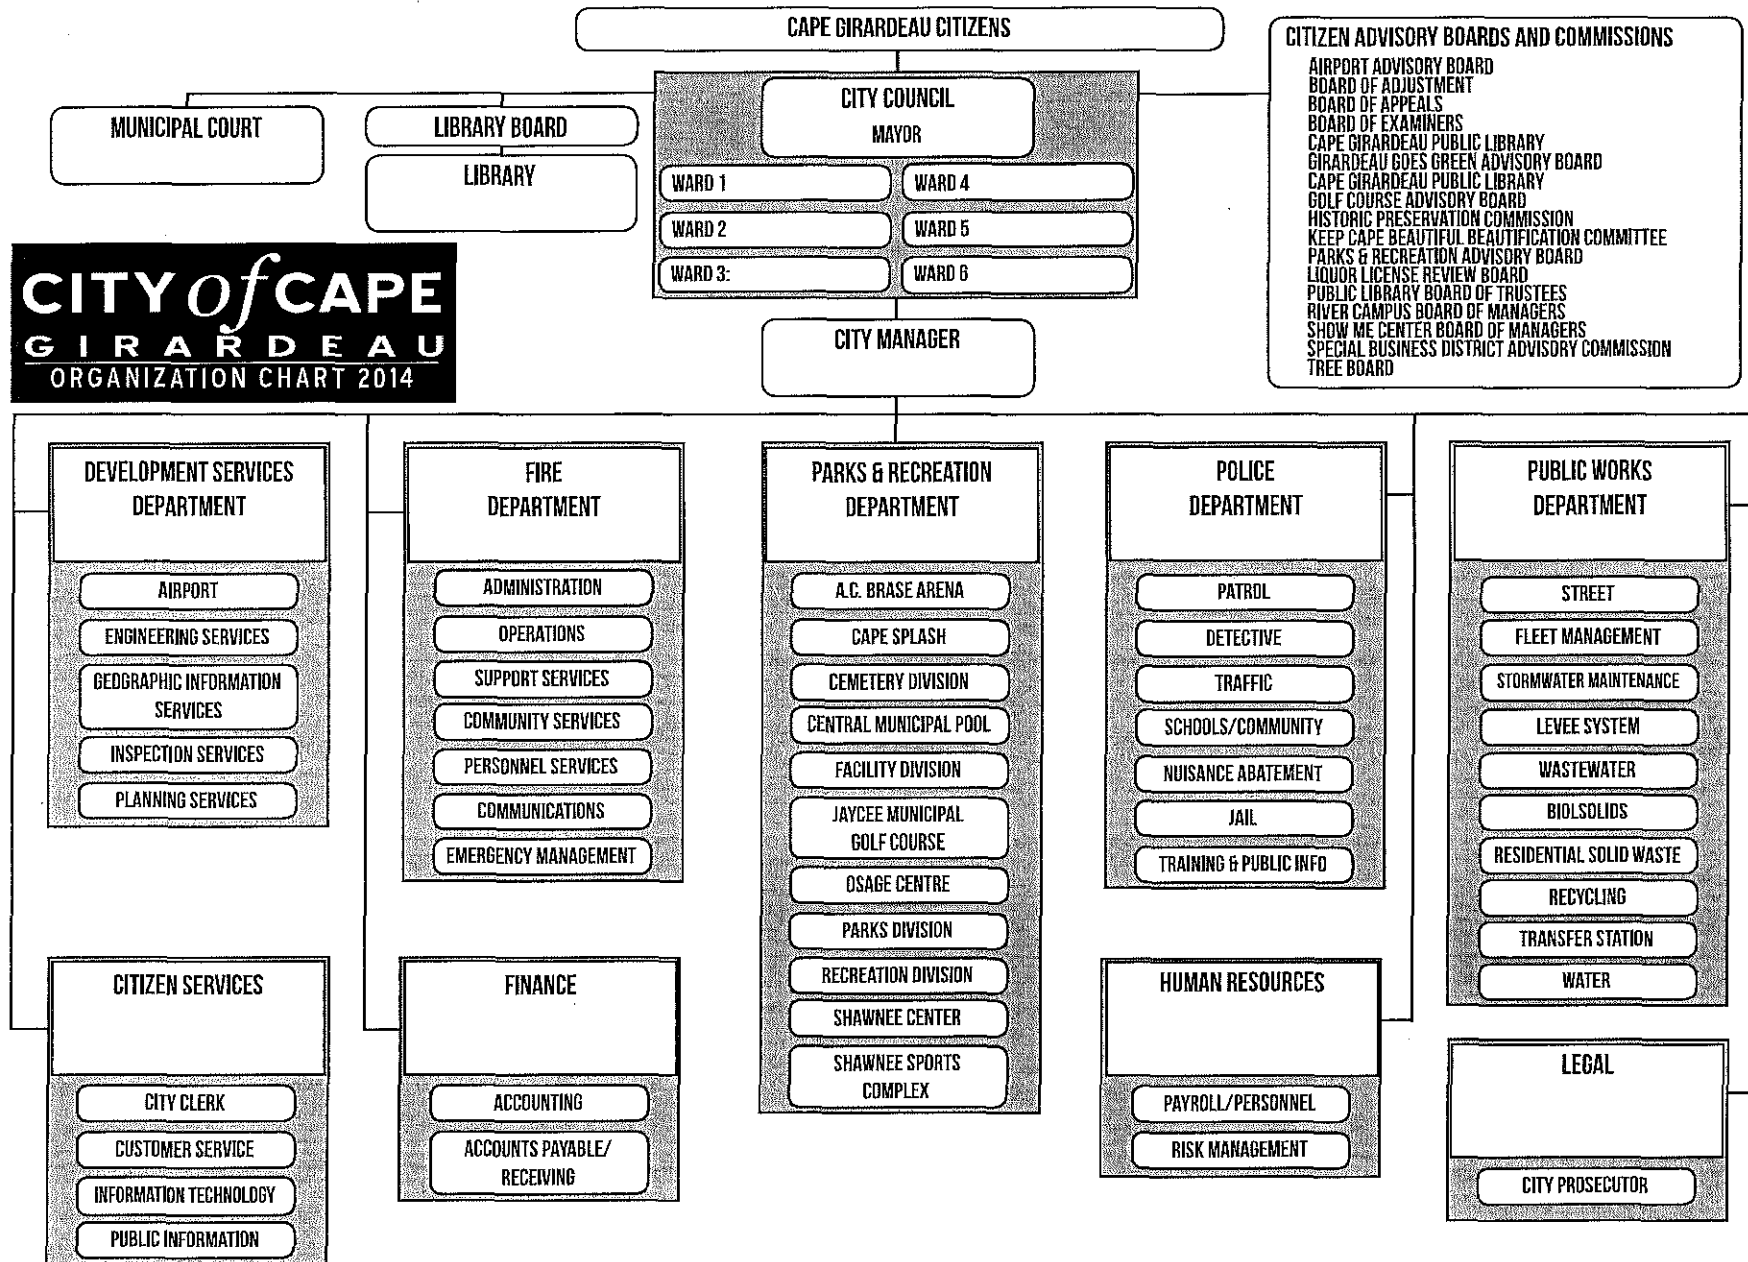 CAPE GIRARDEAU CITIZENS
CITY COUNCIL
MAYOR
WARD 1
WARD 4
WARD 2
WARD 5
WARD 3:
WARD 6
MUNICIPAL COURT
LIBRARY BOARD
LIBRARY
CITIZEN ADVISORY BOARDS AND COMMISSIONS
AIRPORT ADVISORY BOARD
BOARD OF ADJUSTMENT
BOARD OF APPEALS
BOARD OF EXAMINERS
CAPE GIRARDEAU PUBLIC LIBRARY
GIRARDEAU GOES GREEN ADVISORY BOARD
CAPE GIRARDEAU PUBLIC LIBRARY
GOLF COURSE ADVISORY BOARD
HISTORIC PRESERVATION COMMISSION
KEEP CAPE BEAUTIFUL BEAUTIFICATION COMMITTEE
PARKS & RECREATION ADVISORY BOARD
LIQUOR LICENSE REVIEW BOARD
PUBLIC LIBRARY BOARD OF TRUSTEES
RIVER CAMPUS BOARD OF MANAGERS
SHOW ME CENTER BOARD OF MANAGERS
SPECIAL BUSINESS DISTRICT ADVISORY COMMISSION
TREE BOARD
CITY of CAPE
GIRARDEAU
ORGANIZATION CHART 2014
CITY MANAGER
DEVELOPMENT SERVICES
DEPARTMENT
AIRPORT
ENGINEERING SERVICES
GEOGRAPHIC INFORMATION
SERVICES
INSPECTION SERVICES
PLANNING SERVICES
FIRE
DEPARTMENT
ADMINISTRATION
OPERATIONS
SUPPORT SERVICES
COMMUNITY SERVICES
PERSONNEL SERVICES
COMMUNICATIONS
EMERGENCY MANAGEMENT
PARKS & RECREATION
DEPARTMENT
A.C. BRASE ARENA
CAPE SPLASH
CEMETERY DIVISION
CENTRAL MUNICIPAL POOL
FACILITY DIVISION
JAYCEE MUNICIPAL
GOLF COURSE
OSAGE CENTRE
PARKS DIVISION
RECREATION DIVISION
SHAWNEE CENTER
SHAWNEE SPORTS
COMPLEX
POLICE
DEPARTMENT
PATROL
DETECTIVE
TRAFFIC
SCHOOLS/COMMUNITY
NUISANCE ABATEMENT
JAIL
TRAINING & PUBLIC INFO
PUBLIC WORKS
DEPARTMENT
STREET
FLEET MANAGEMENT
STORMWATER MAINTENANCE
LEVEE SYSTEM
WASTEWATER
BIOLSOLIDS
RESIDENTIAL SOLID WASTE
RECYCLING
TRANSFER STATION
WATER
CITIZEN SERVICES
CITY CLERK
CUSTOMER SERVICE
INFORMATION TECHNOLOGY
PUBLIC INFORMATION
FINANCE
ACCOUNTING
ACCOUNTS PAYABLE/
RECEIVING
HUMAN RESOURCES
PAYROLL/PERSONNEL
RISK MANAGEMENT
LEGAL
CITY PROSECUTOR